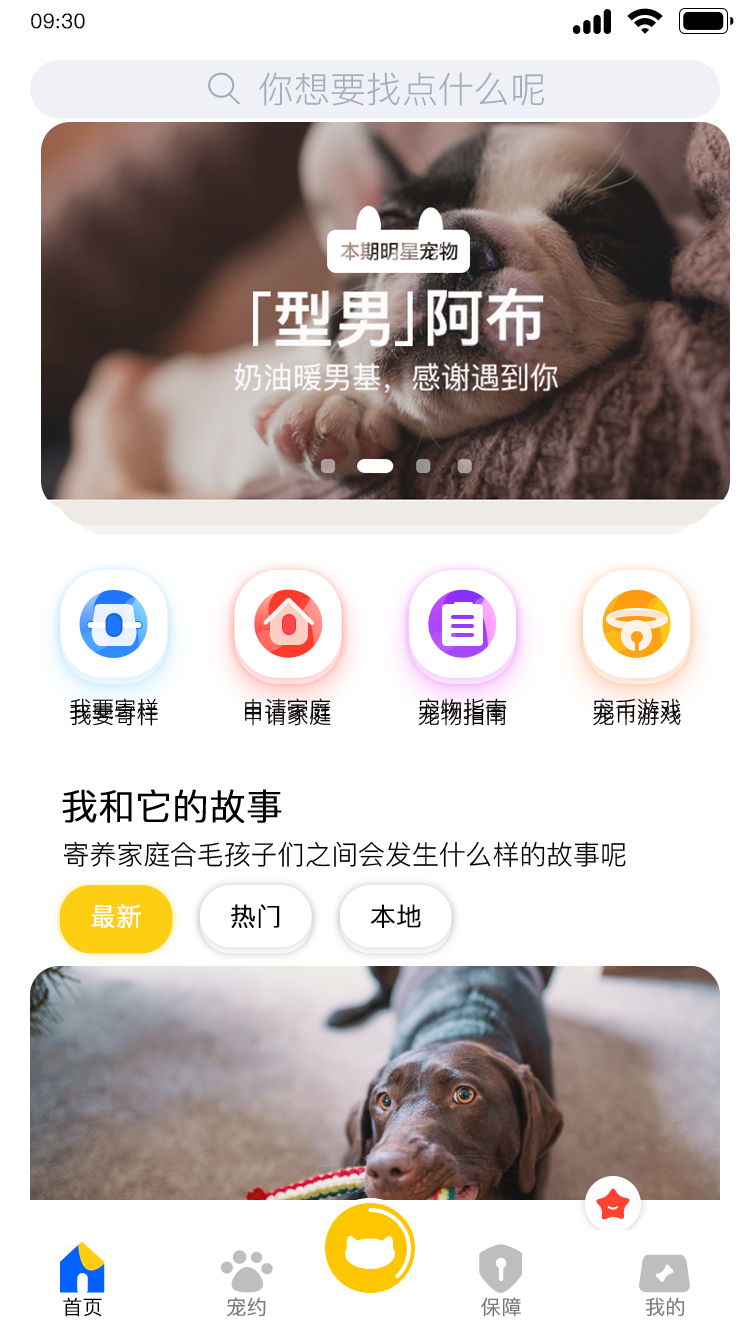 09:30
你想要找点什么呢
本期明星宠物
「型男」阿布
奶油暖男基，感谢遇到你
我要寄样
申请家庭
宠物指南
宠币游戏
我和它的故事
寄养家庭合毛孩子们之间会发生什么样的故事呢
最新
热门
本地
首页
宠约
保障
我的